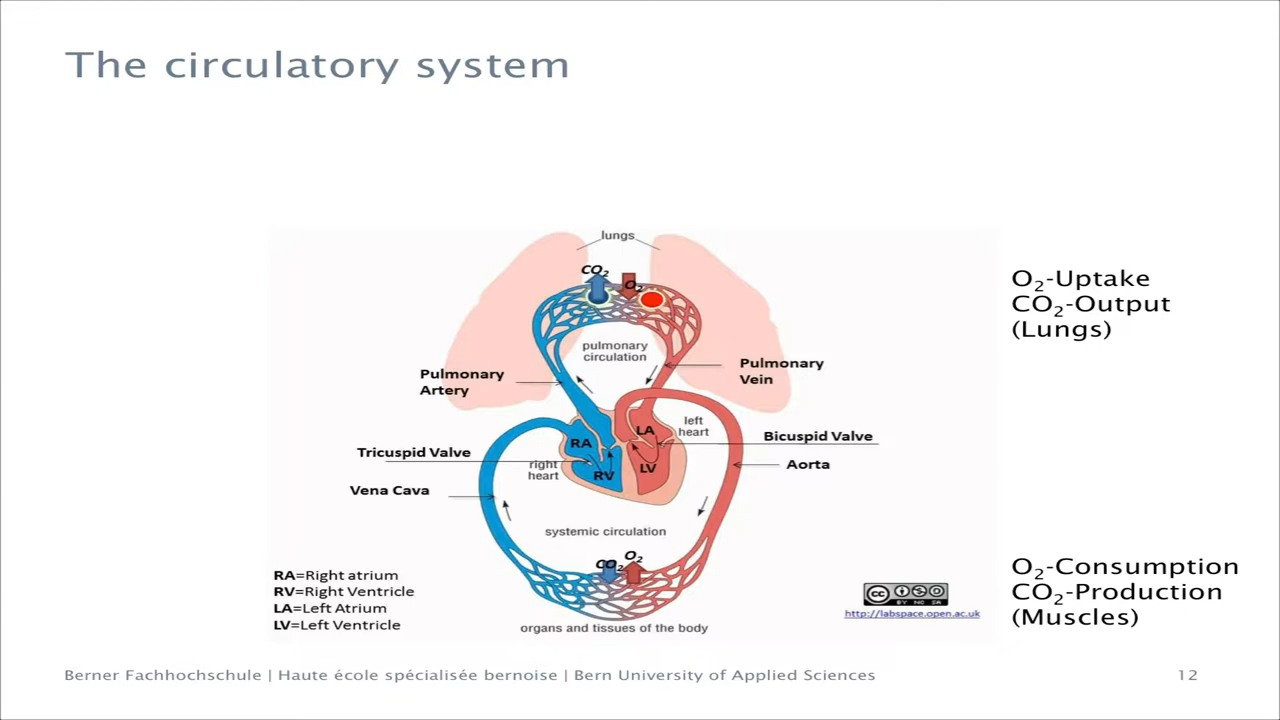 The circulatory system
lungs
CO2
O2
O2-Uptake
CO2-Output
(Lungs)
pulmonary
circulation
Pulmonary
Artery
Pulmonary
Vein
left
heart
LA
RA
Bicuspid Valve
Tricuspid Valve
Aorta
right
heart
RV
LV
Vena Cava
systemic circulation
CO2
O2
O2-Consumption
CO2-Production
(Muscles)
RA=Right atrium
RV=Right Ventricle
LA=Left Atrium
LV=Left Ventricle
cc
BY NC SA
http://labspace.open.ac.uk
organs and tissues of the body
Berner Fachhochschule | Haute école spécialisée bernoise | Bern University of Applied Sciences
12